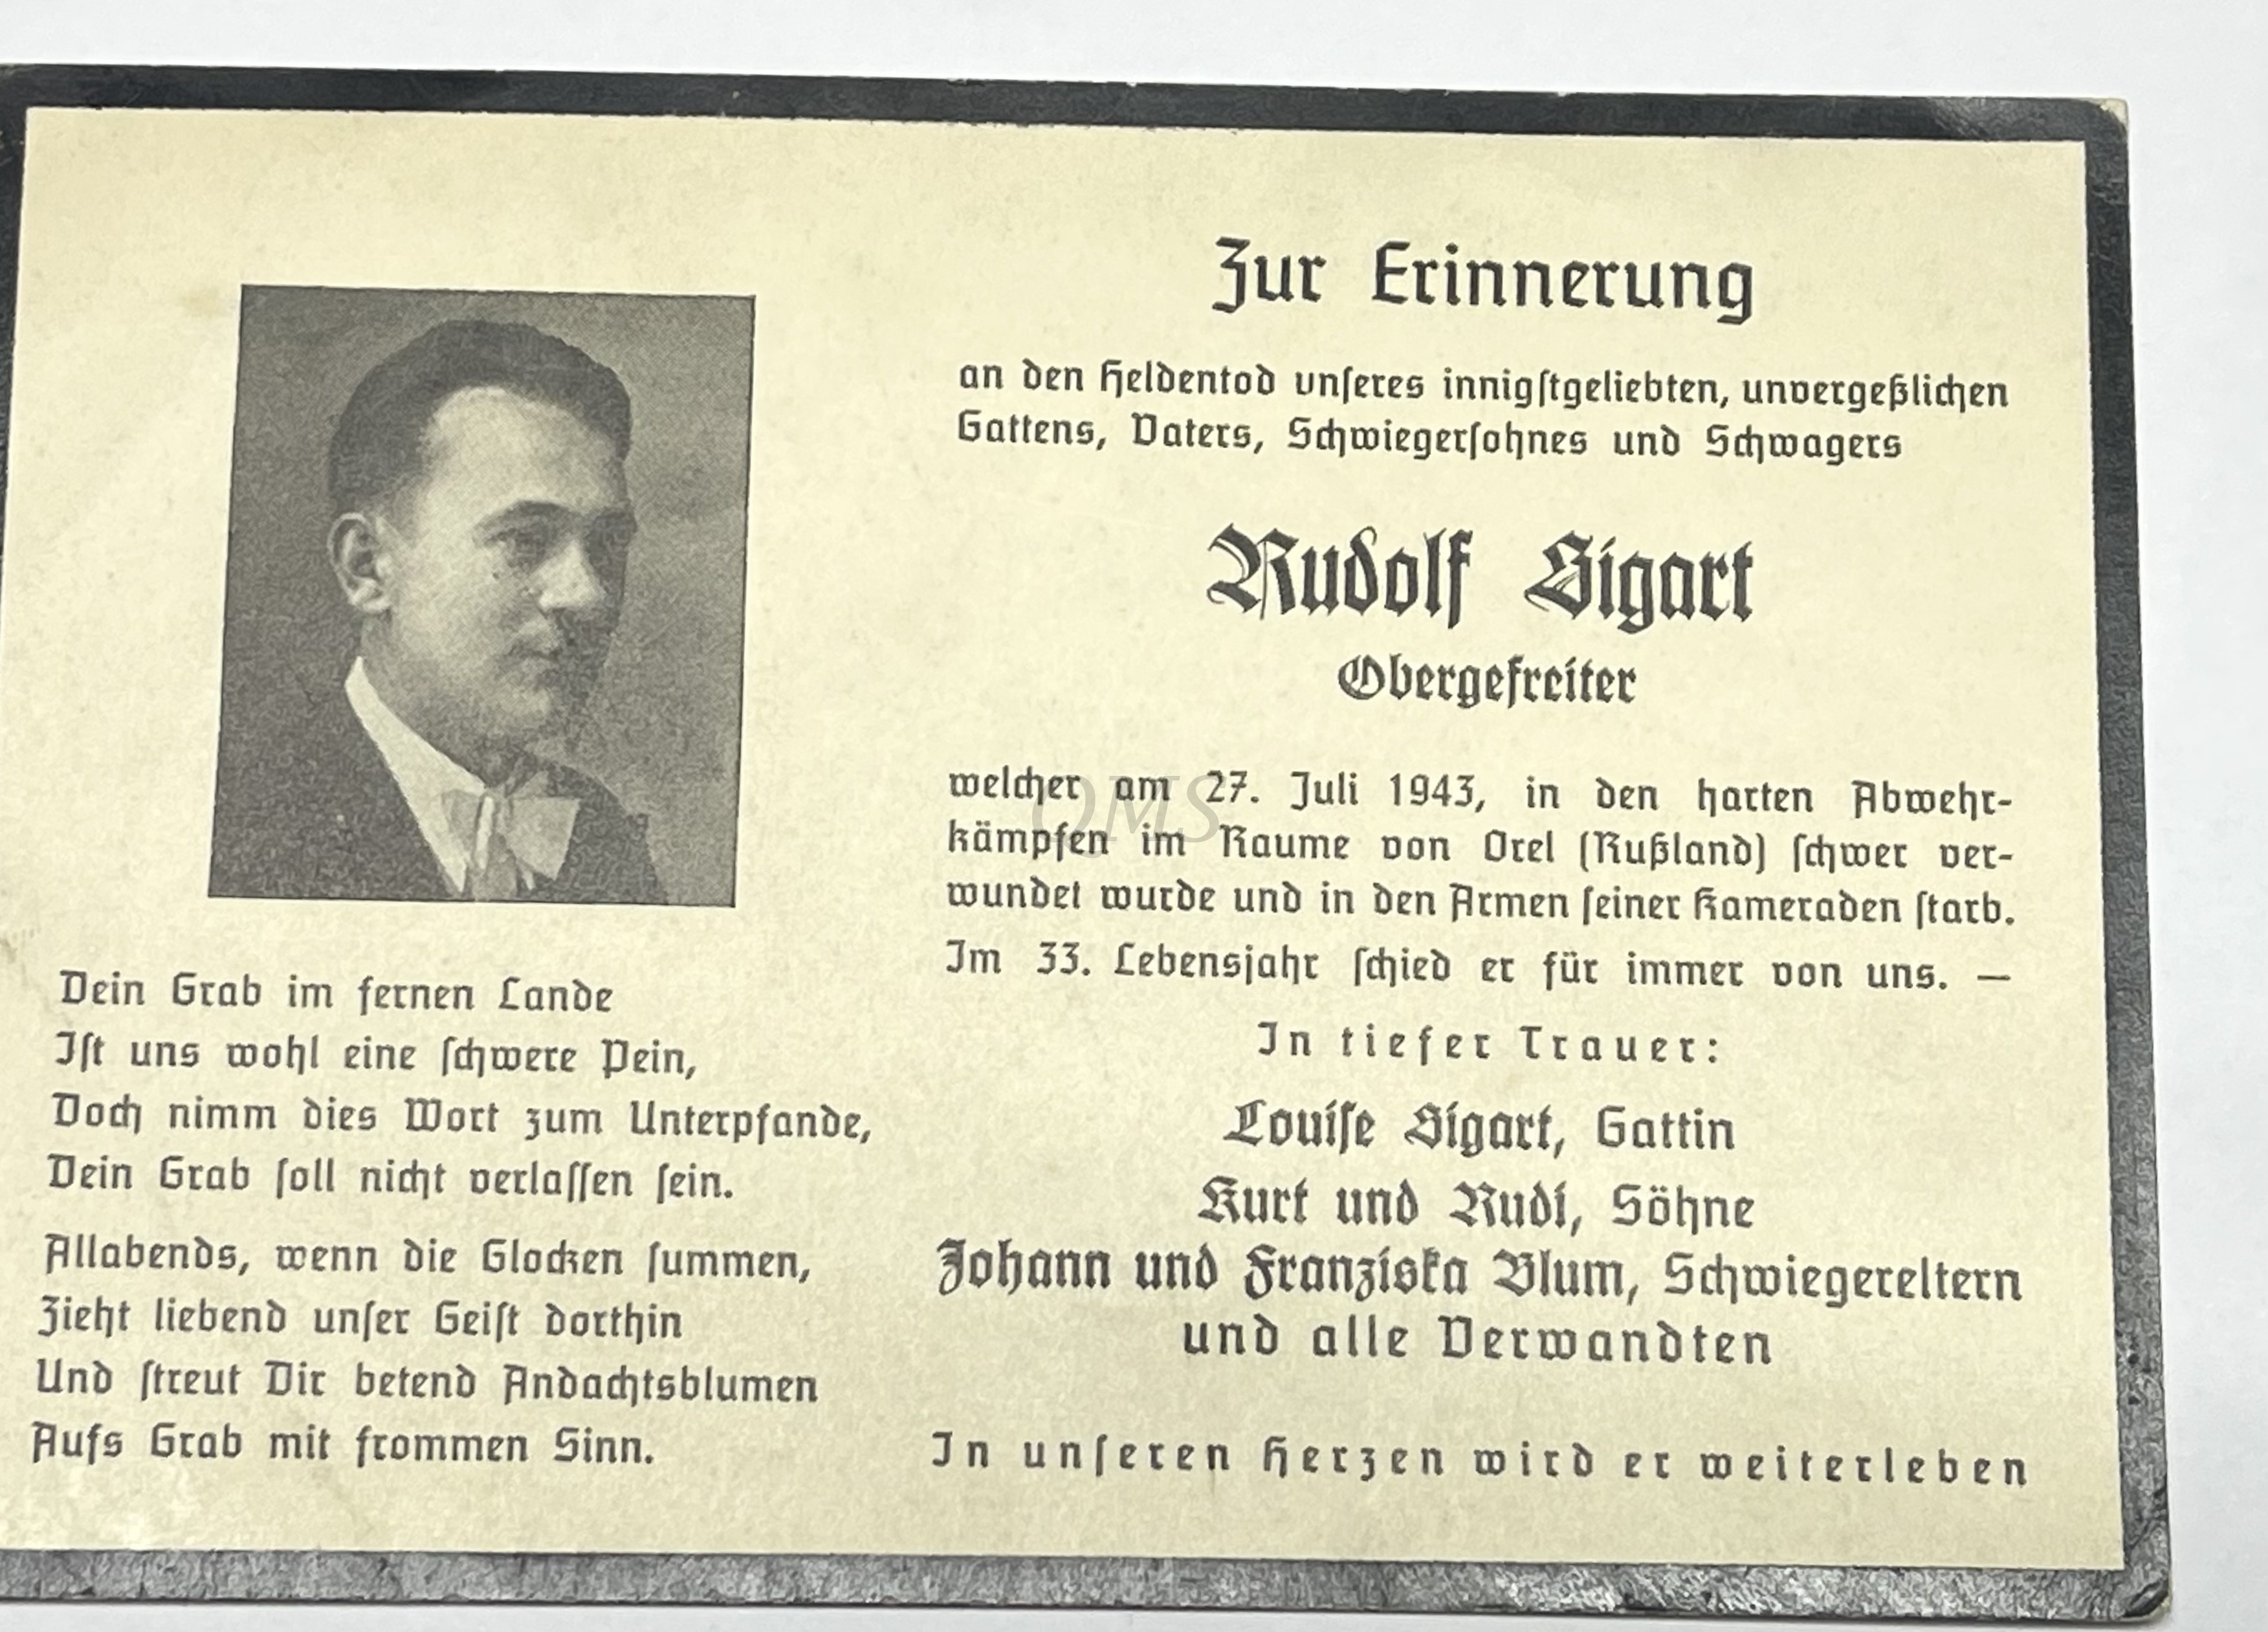 Zur Erinnerung
an den Heldentod unseres innigstgeliebten, unvergeßlichen
Gattens, Vaters, Schwiegersohnes und Schwagers
Rudolf Sigart
Obergefreiter
welcher am 27. Juli 1943, in den harten Abwehr-
kämpfen im Raume von Orel (Rußland) schwer ver-
wundet wurde und in den Armen seiner Kameraden starb.
Im 33. Lebensjahr schied er für immer von uns. —
In tiefer Trauer:
Louise Sigart, Gattin
Kurt und Rudi, Söhne
Johann und Franziska Blum, Schwiegereltern
und alle Verwandten
In unseren Herzen wird er weiterleben
Dein Grab im fernen Lande
Ist uns wohl eine schwere Pein,
Doch nimm dies Wort zum Unterpfande,
Dein Grab soll nicht verlassen sein.
Allabends, wenn die Glocken summen,
Zieht liebend unser Geist dorthin
Und streut Dir betend Andachtsblumen
Aufs Grab mit frommen Sinn.
QMS